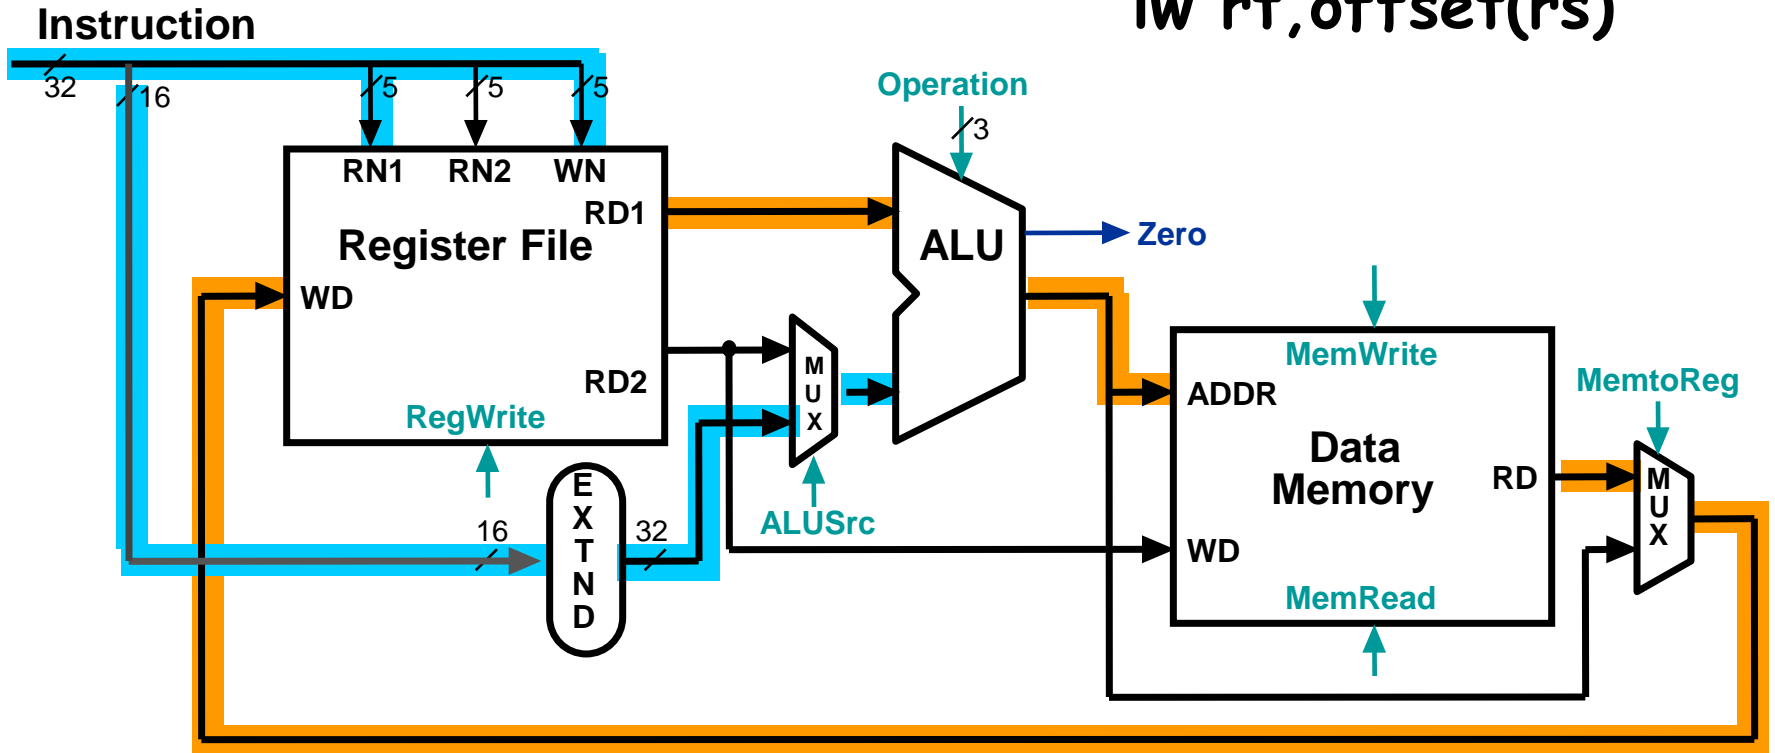 lw rt,offset(rs)
Instruction
32
16
5
5
5
Operation
3
RN1 RN2 WN
RD1
Register File
ALU
Zero
WD
RD2
RegWrite
M
U
X
ALUSrc
E
X
T
N
D
16
32
MemWrite
ADDR
MemtoReg
Data
Memory
RD
M
U
X
WD
MemRead